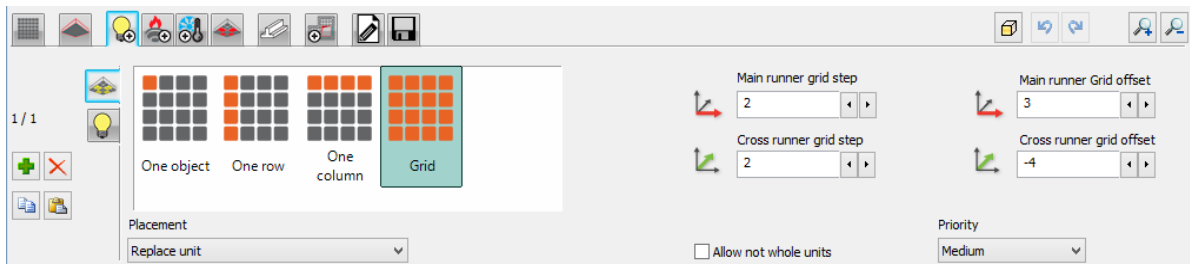 Main runner grid step
Main runner Grid offset
2
3
1 / 1
Cross runner grid step
Cross runner grid offset
One object
One row
One
column
Grid
2
-4
Placement
Priority
Replace unit
Allow not whole units
Medium